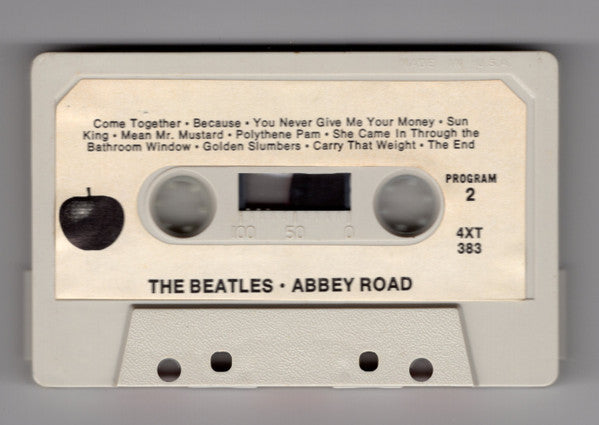 MADE IN U.S.A.
Come Together • Because • You Never Give Me Your Money • Sun
King • Mean Mr. Mustard • Polythene Pam • She Came In Through the
Bathroom Window • Golden Slumbers • Carry That Weight • The End
PROGRAM
2
100 50 0
4XT
383
THE BEATLES • ABBEY ROAD